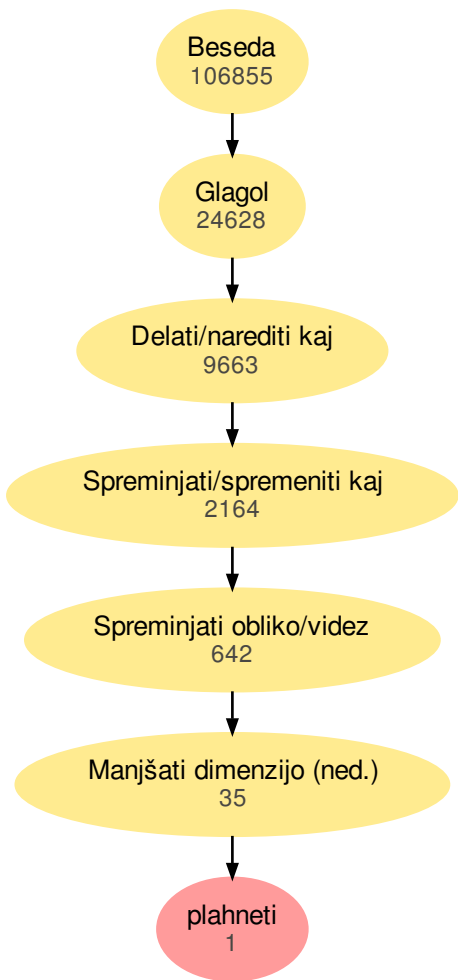 Beseda
106855
Glagol
24628
Delati/narediti kaj
9663
Spreminjati/spremeniti kaj
2164
Spreminjati obliko/videz
642
Manjšati dimenzijo (ned.)
35
plahneti
1